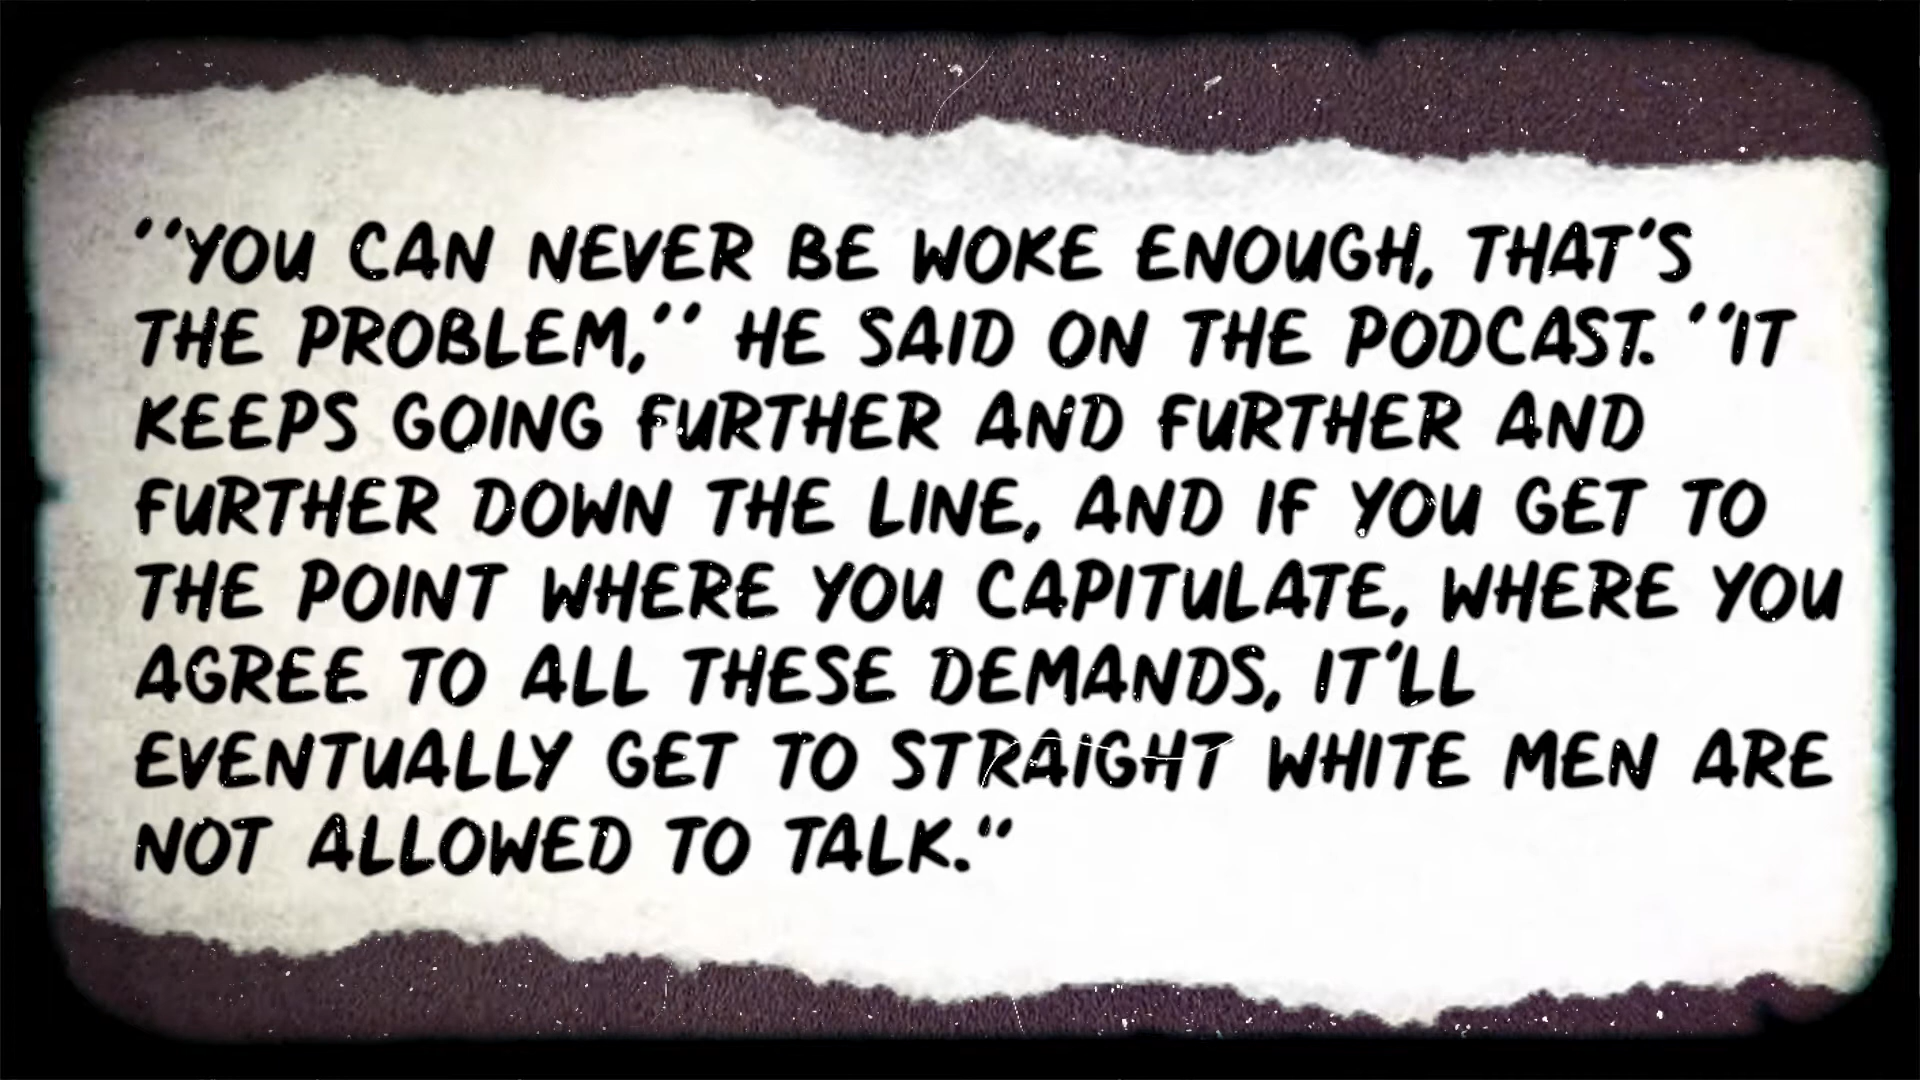 “YOU CAN NEVER BE WOKE ENOUGH, THAT'S
THE PROBLEM,” HE SAID ON THE PODCAST. “IT
KEEPS GOING FURTHER AND FURTHER AND
FURTHER DOWN THE LINE, AND IF YOU GET TO
THE POINT WHERE YOU CAPITULATE, WHERE YOU
AGREE TO ALL THESE DEMANDS, IT'LL
EVENTUALLY GET TO STRAIGHT WHITE MEN ARE
NOT ALLOWED TO TALK.“